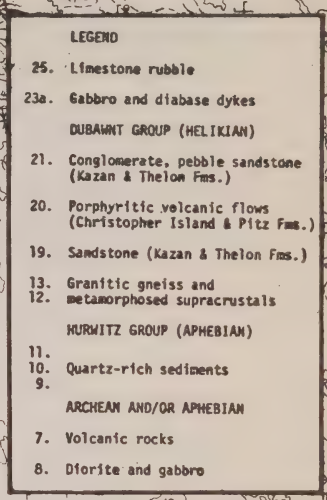 LEGEND
25. Limestone rubble
23a. Gabbro and diabase dykes
DUBAWNT GROUP (HELIKIAN)
21. Conglomerate, pebble sandstone
(Kazan & Thelon Fms.)
20. Porphyritic volcanic flows
(Christopher Island & Pitz Fms.)
19. Sandstone (Kazan & Thelon Fms.)
13. Granitic gneiss and
12. metamorphosed supracrustals
HURWITZ GROUP (APHEBIAN)
11.
10. Quartz-rich sediments
9.
ARCHEAN AND/OR APHEBIAN
7. Volcanic rocks
8. Diorite and gabbro